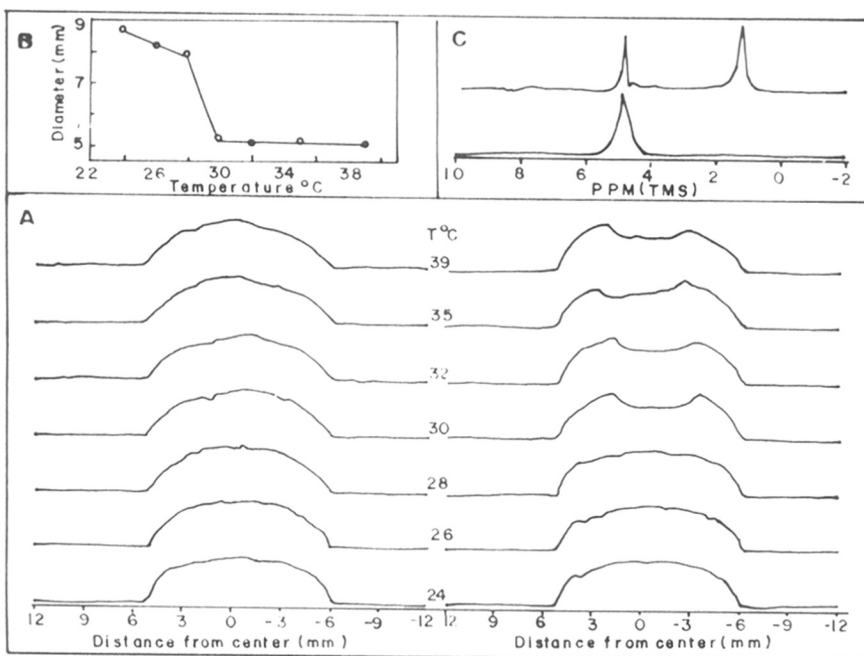 B
Diameter (mm)
9
7
5
22 26 30 34 38
Temperature °C
C
10 8 6 4 2 0 -2
PPM(TMS)
A
T°C
39
35
32
30
28
26
24
12 9 6 3 0 -3 -6 -9 -12
Distance from center (mm)
12 9 6 3 0 -3 -6 -9 -12
Distance from center (mm)